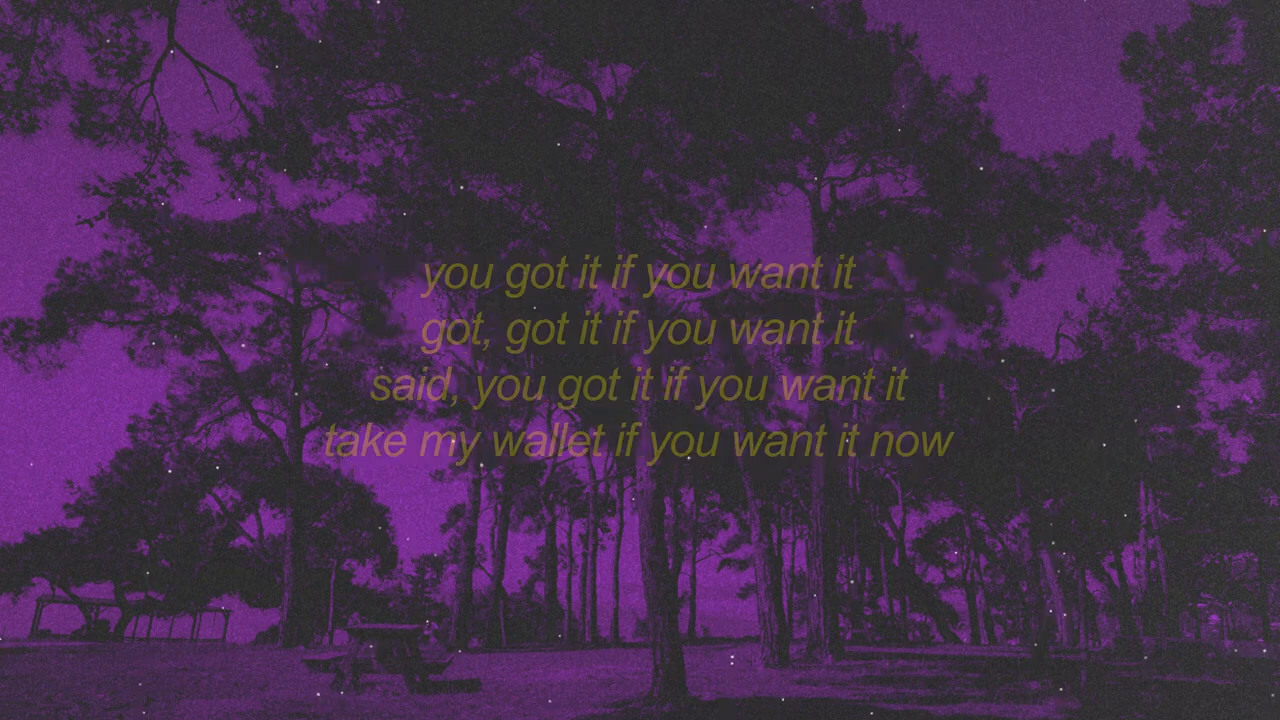 you got it if you want it
got, got it if you want it
said, you got it if you want it
take my wallet if you want it now